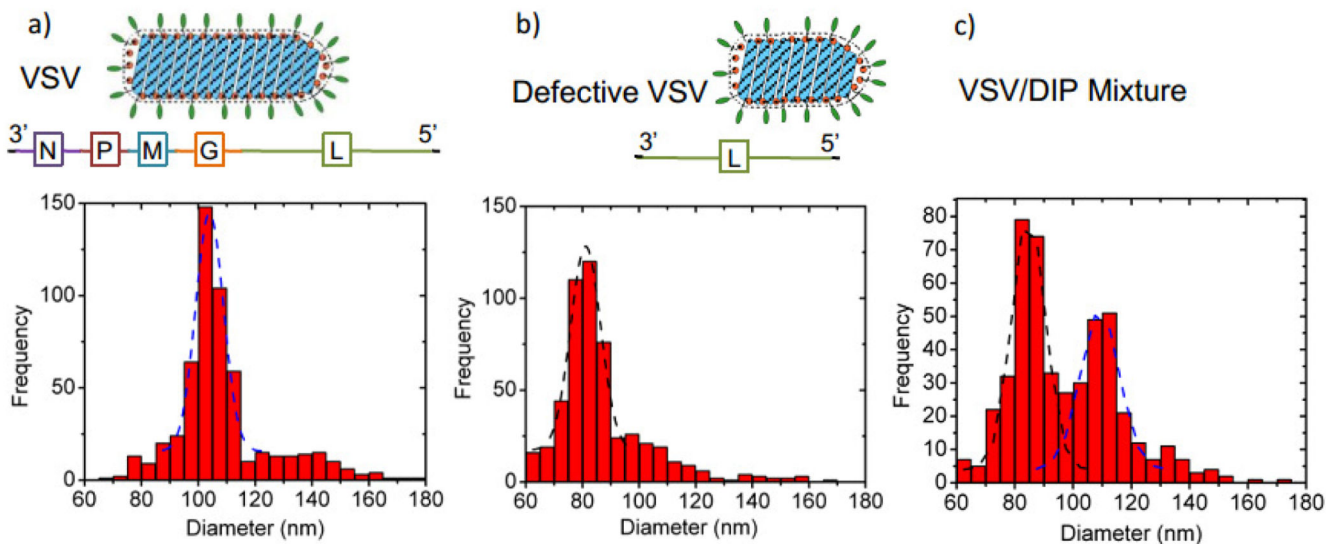 a)
VSV
3' N P M G L 5'
b)
Defective VSV
3' L 5'
c)
VSV/DIP Mixture
Frequency
150
100
50
0
60 80 100 120 140 160 180
Diameter (nm)
Frequency
150
100
50
0
60 80 100 120 140 160 180
Diameter (nm)
Frequency
80
70
60
50
40
30
20
10
0
60 80 100 120 140 160 180
Diameter (nm)